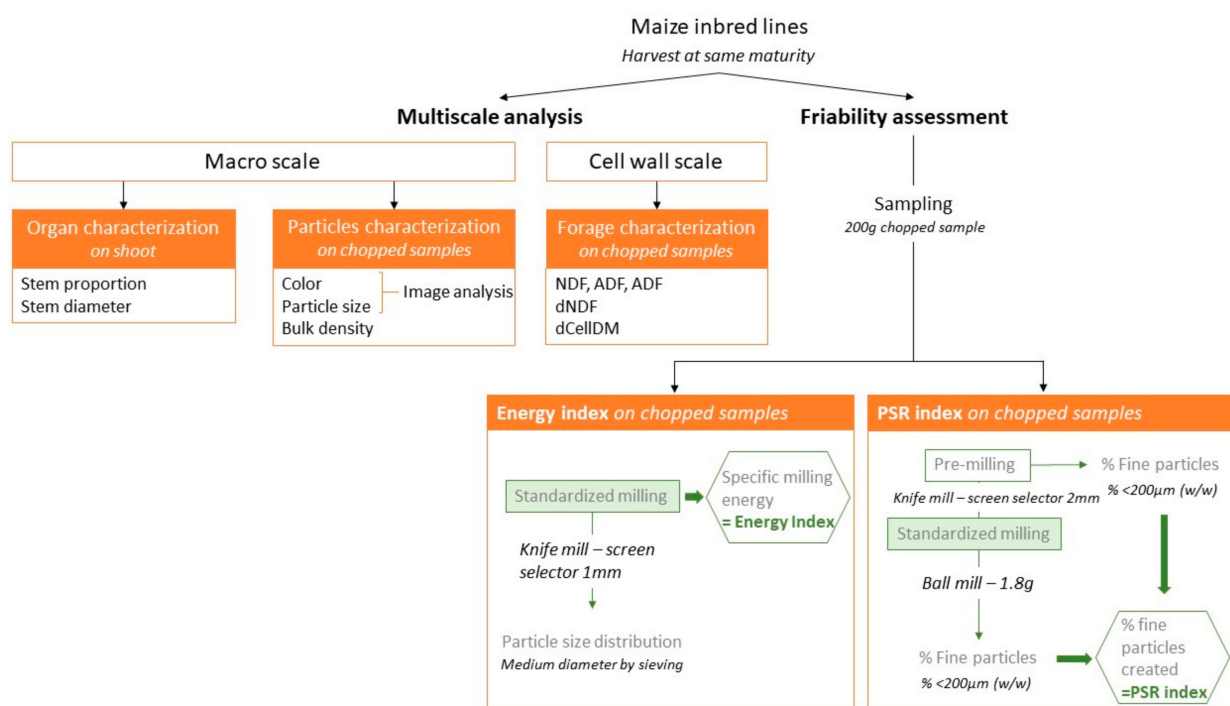 Maize inbred lines
Harvest at same maturity
Multiscale analysis
Friability assessment
Macro scale
Cell wall scale
Organ characterization
on shoot
Stem proportion
Stem diameter
Particles characterization
on chopped samples
Color
Particle size
Image analysis
Bulk density
Forage characterization
on chopped samples
NDF, ADF, ADF
dNDF
dCellDM
Sampling
200g chopped sample
Energy index on chopped samples
Standardized milling
Specific milling
energy
= Energy Index
Knife mill – screen
selector 1mm
Particle size distribution
Medium diameter by sieving
PSR index on chopped samples
Pre-milling
% Fine particles
% <200µm (w/w)
Knife mill – screen selector 2mm
Standardized milling
Ball mill – 1.8g
% Fine particles
% <200µm (w/w)
% fine
particles
created
=PSR index